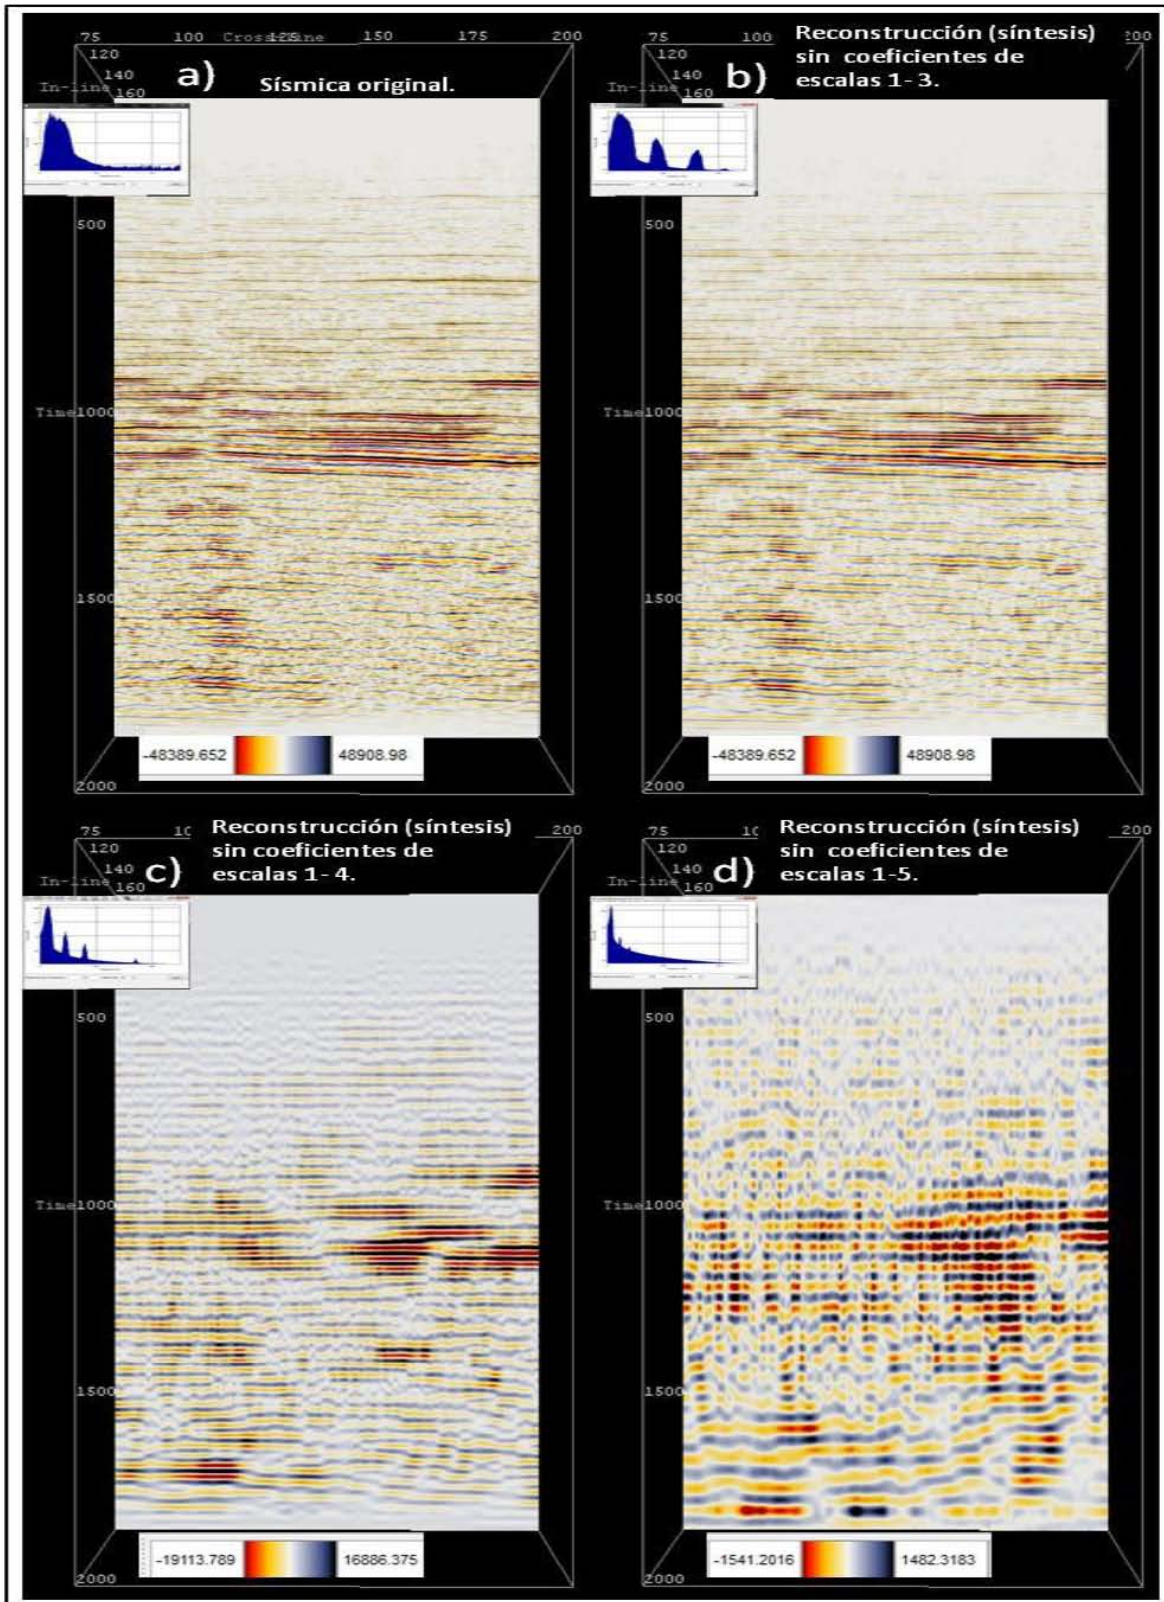 75 100 Cross-line 125 150 175 200
120
140
In-line 160
a) Sísmica original.
500
Time1000
1500
-48389.652 48908.98
2000
75 100 200
Reconstrucción (síntesis)
sin coeficientes de
escalas 1- 3.
120
140
In-line 160
b)
500
Time1000
1500
-48389.652 48908.98
2000
75 200
Reconstrucción (síntesis)
sin coeficientes de
escalas 1- 4.
120
140
160
c)
500
Time1000
1500
-19113.789 16886.375
2000
75 200
Reconstrucción (síntesis)
sin coeficientes de
escalas 1-5.
120
140
In-line 160
d)
500
Time1000
1500
-1541.2016 1482.3183
2000